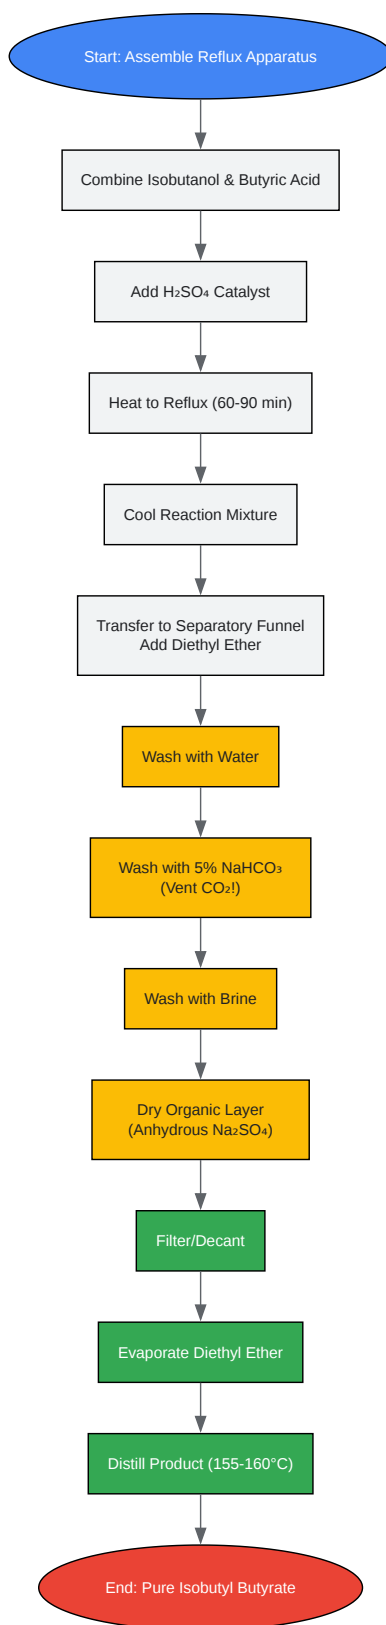 Start: Assemble Reflux Apparatus
Combine Isobutanol & Butyric Acid
Add H₂SO₄ Catalyst
Heat to Reflux (60-90 min)
Cool Reaction Mixture
Transfer to Separatory Funnel
Add Diethyl Ether
Wash with Water
Wash with 5% NaHCO₃
(Vent CO₂!)
Wash with Brine
Dry Organic Layer
(Anhydrous Na₂SO₄)
Filter/Decant
Evaporate Diethyl Ether
Distill Product (155-160°C)
End: Pure Isobutyl Butyrate